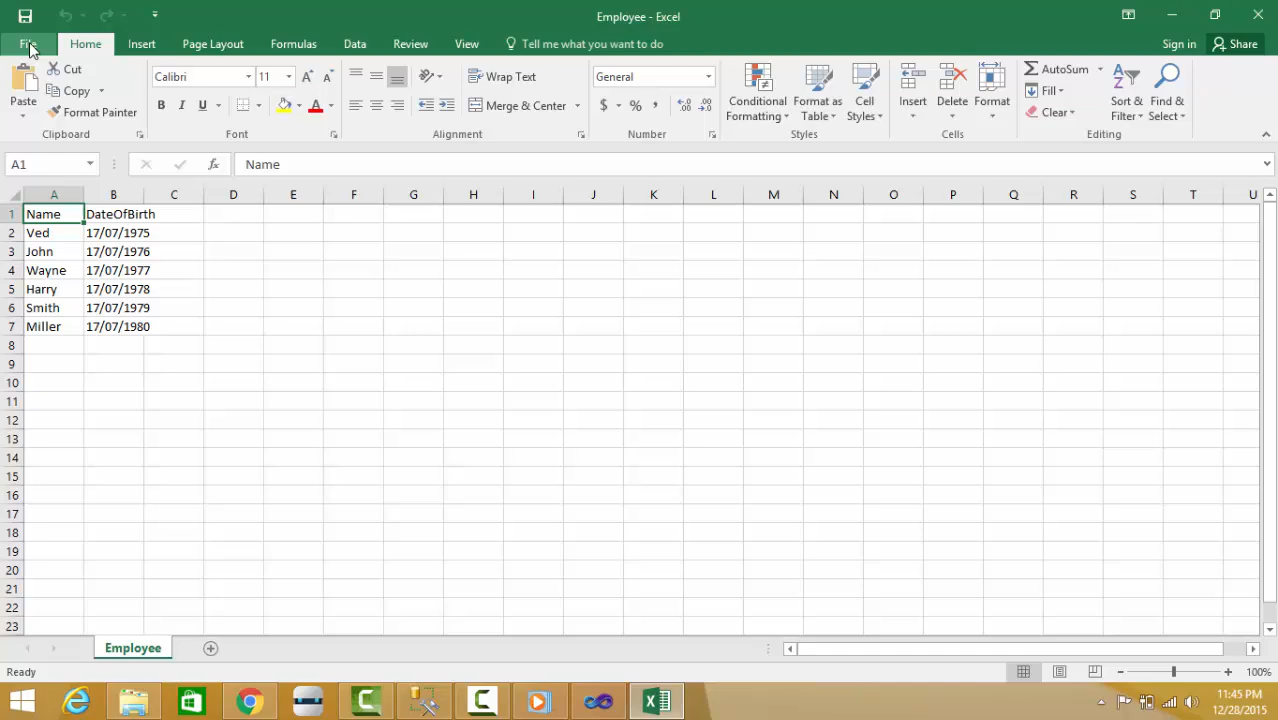 Employee - Excel
File Home Insert Page Layout Formulas Data Review View Tell me what you want to do Sign in Share
Cut
Copy
Format Painter
Paste
Clipboard
Calibri 11
B I U A
Font
Wrap Text
Merge & Center
Alignment
General
$ % ,
Number
Conditional Formatting
Format as Table
Cell Styles
Styles
Insert Delete Format
Cells
AutoSum
Fill
Clear
Sort & Filter
Find & Select
Editing
A1 fx Name
A B C D E F G H I J K L M N O P Q R S T U
1 Name DateOfBirth
2 Ved 17/07/1975
3 John 17/07/1976
4 Wayne 17/07/1977
5 Harry 17/07/1978
6 Smith 17/07/1979
7 Miller 17/07/1980
8
9
10
11
12
13
14
15
16
17
18
19
20
21
22
23
Employee
Ready 100%
11:45 PM
12/28/2015